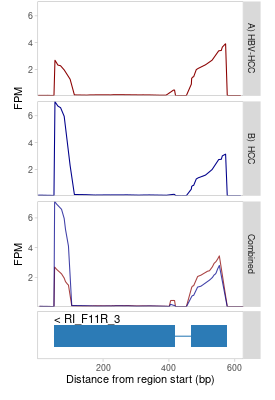 6
4
2
A) HBV-HCC
FPM
6
4
2
B) HCC
6
4
2
Combined
FPM
< RI_F11R_3
200
400
600
Distance from region start (bp)